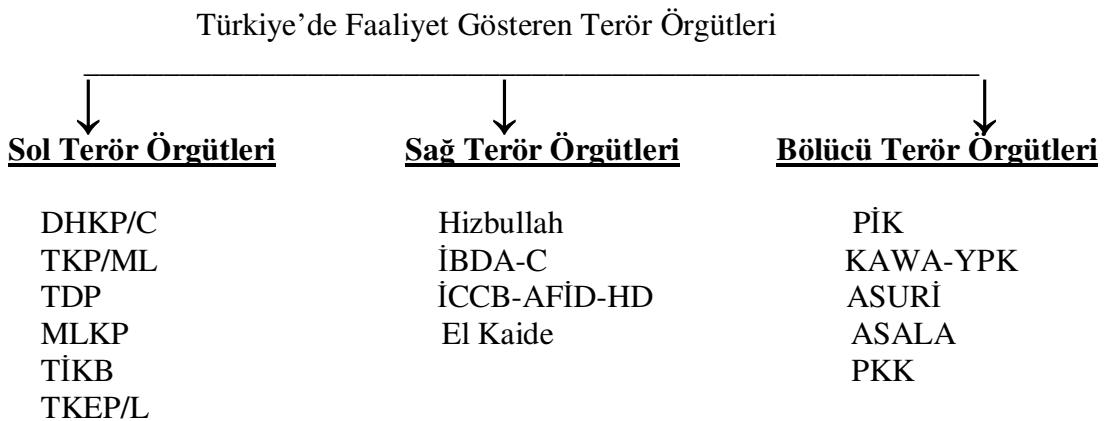 Türkiye’de Faaliyet Gösteren Terör Örgütleri
Sol Terör Örgütleri
DHKP/C
TKP/ML
TDP
MLKP
TİKB
TKEP/L
Sağ Terör Örgütleri
Hizbullah
İBDA-C
İCCB-AFİD-HD
El Kaide
Bölücü Terör Örgütleri
PİK
KAWA-YPK
ASURİ
ASALA
PKK